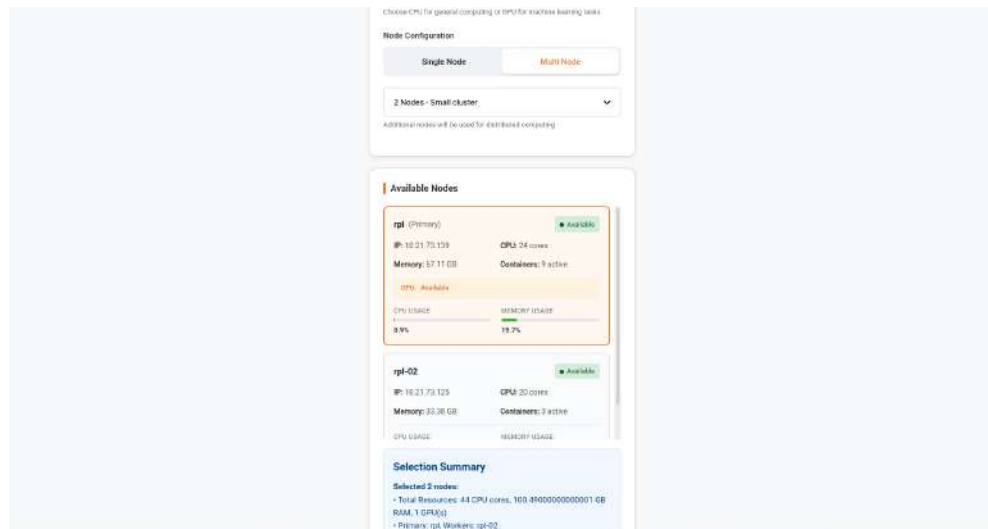 Choose CPU for general computing or GPU for machine learning tasks
Node Configuration
Single Node
Multi Node
2 Nodes - Small cluster
Additional nodes will be used for distributed computing
Available Nodes
rpl (Primary)
Available
IP: 10.21.73.139
CPU: 24 cores
Memory: 67.11 GB
Containers: 9 active
GPU: Available
CPU USAGE
MEMORY USAGE
0.9%
19.7%
rpl-02
Available
IP: 10.21.73.125
CPU: 20 cores
Memory: 33.38 GB
Containers: 3 active
CPU USAGE
MEMORY USAGE
Selection Summary
Selected 2 nodes:
• Total Resources: 44 CPU cores, 100.49000000000001 GB
RAM, 1 GPU(s)
• Primary: rpl, Workers: rpl-02